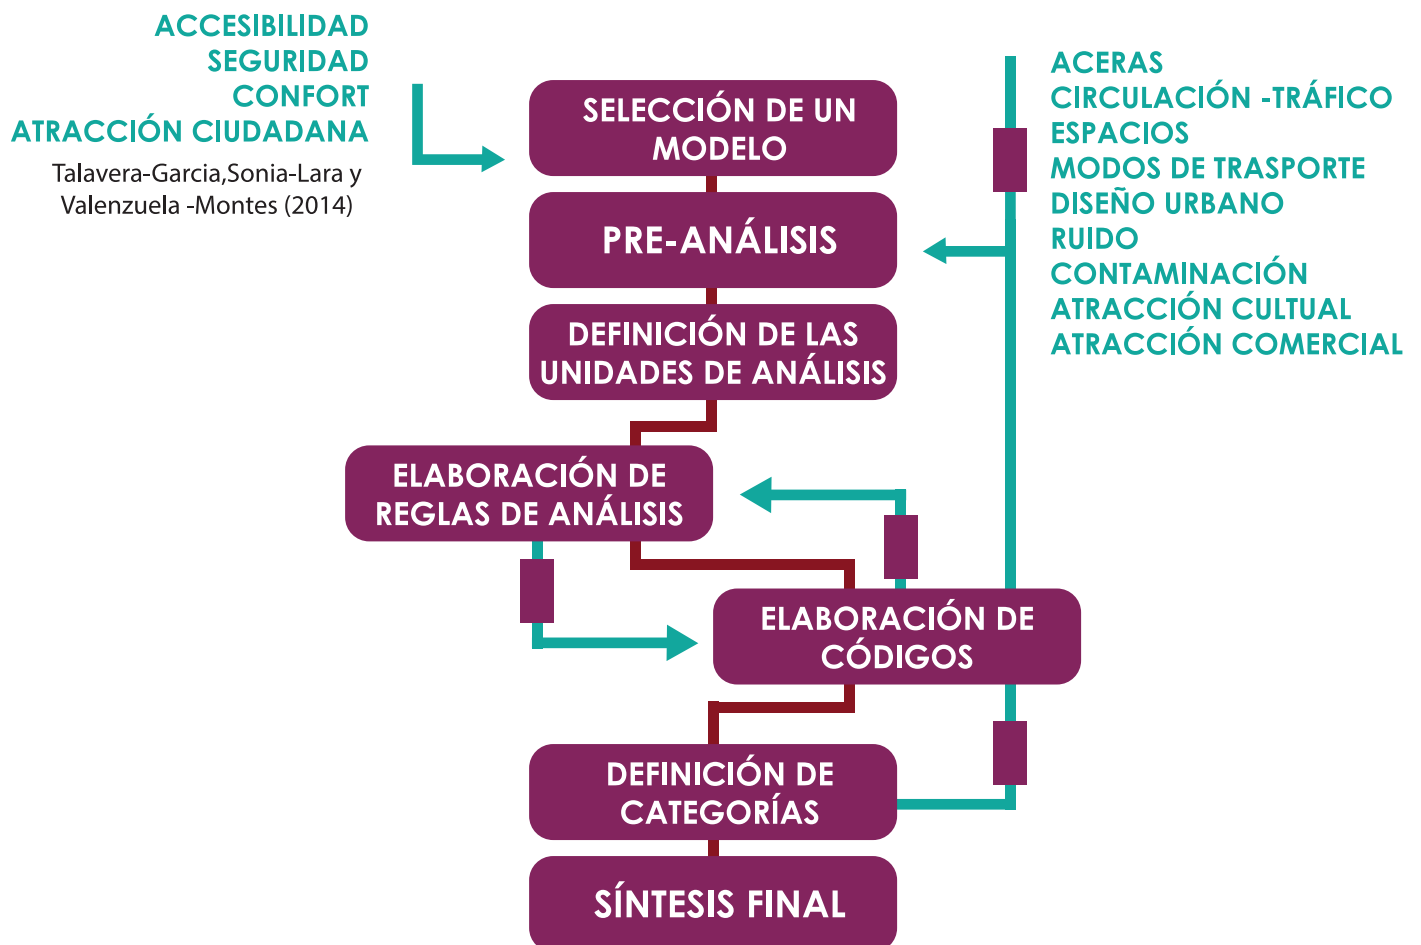 ACCESIBILIDAD
SEGURIDAD
CONFORT
ATRACCIÓN CIUDADANA
Talavera-Garcia,Sonia-Lara y
Valenzuela -Montes (2014)
SELECCIÓN DE UN
MODELO
PRE-ANÁLISIS
DEFINICIÓN DE LAS
UNIDADES DE ANÁLISIS
ELABORACIÓN DE
REGLAS DE ANÁLISIS
ELABORACIÓN DE
CÓDIGOS
DEFINICIÓN DE
CATEGORÍAS
SÍNTESIS FINAL
ACERAS
CIRCULACIÓN -TRÁFICO
ESPACIOS
MODOS DE TRASPORTE
DISEÑO URBANO
RUIDO
CONTAMINACIÓN
ATRACCIÓN CULTUAL
ATRACCIÓN COMERCIAL